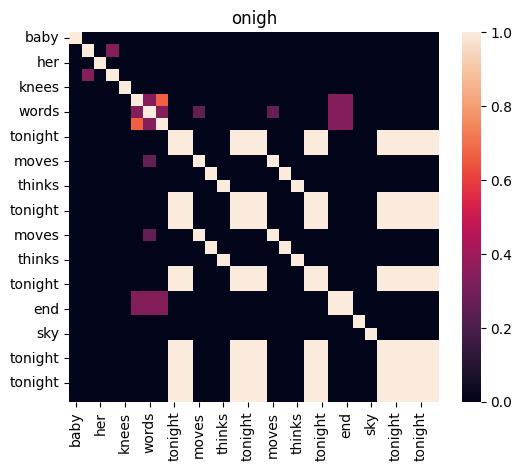 onigh
baby
her
knees
words
tonight
moves
thinks
tonight
moves
thinks
tonight
end
sky
tonight
tonight
baby
her
knees
words
tonight
moves
thinks
tonight
moves
thinks
tonight
end
sky
tonight
tonight
1.0
0.8
0.6
0.4
0.2
0.0